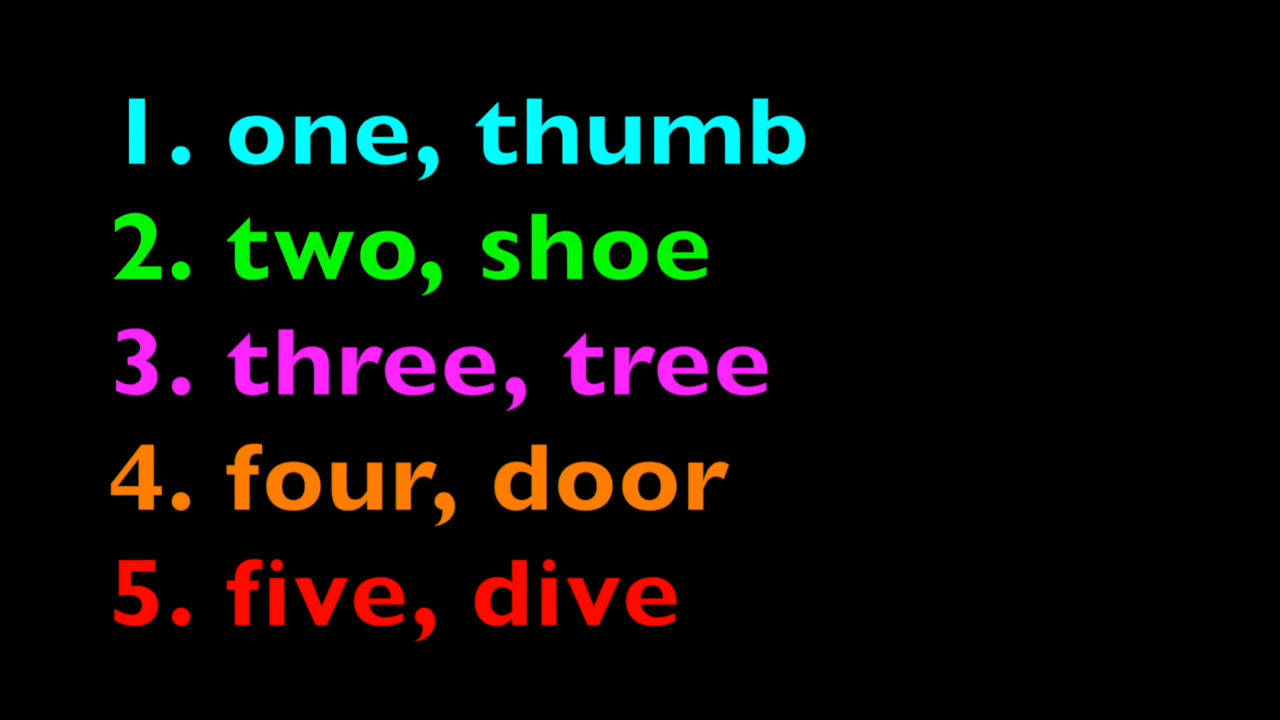 1. one, thumb
2. two, shoe
3. three, tree
4. four, door
5. five, dive